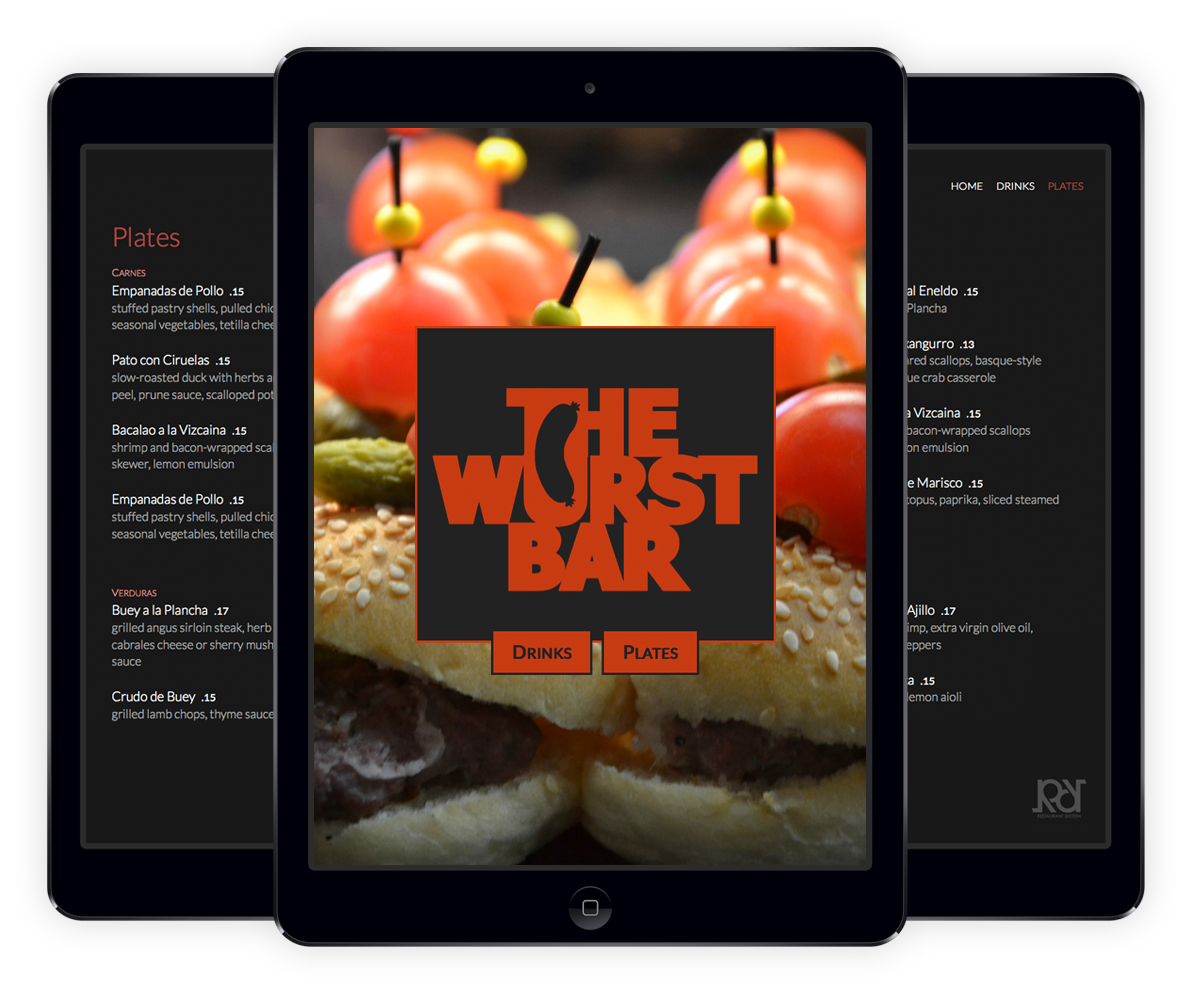 Plates
CARNES
Empanadas de Pollo .15
stuffed pastry shells, pulled chic
seasonal vegetables, tetilla chee
Pato con Ciruelas .15
slow-roasted duck with herbs a
peel, prune sauce, scalloped pot
Bacalao a la Vizcaina .15
shrimp and bacon-wrapped scal
skewer, lemon emulsion
Empanadas de Pollo .15
stuffed pastry shells, pulled chic
seasonal vegetables, tetilla chee
VERDURAS
Buey a la Plancha .17
grilled angus sirloin steak, herb
cabrales cheese or sherry mush
sauce
Crudo de Buey .15
grilled lamb chops, thyme sauce
THE
WURST
BAR
DRINKS PLATES
HOME DRINKS PLATES
al Eneldo .15
Plancha
kangurro .13
ared scallops, basque-style
ue crab casserole
a Vizcaina .15
bacon-wrapped scallops
on emulsion
e Marisco .15
topus, paprika, sliced steamed
Ajillo .17
imp, extra virgin olive oil,
eppers
a .15
lemon aioli